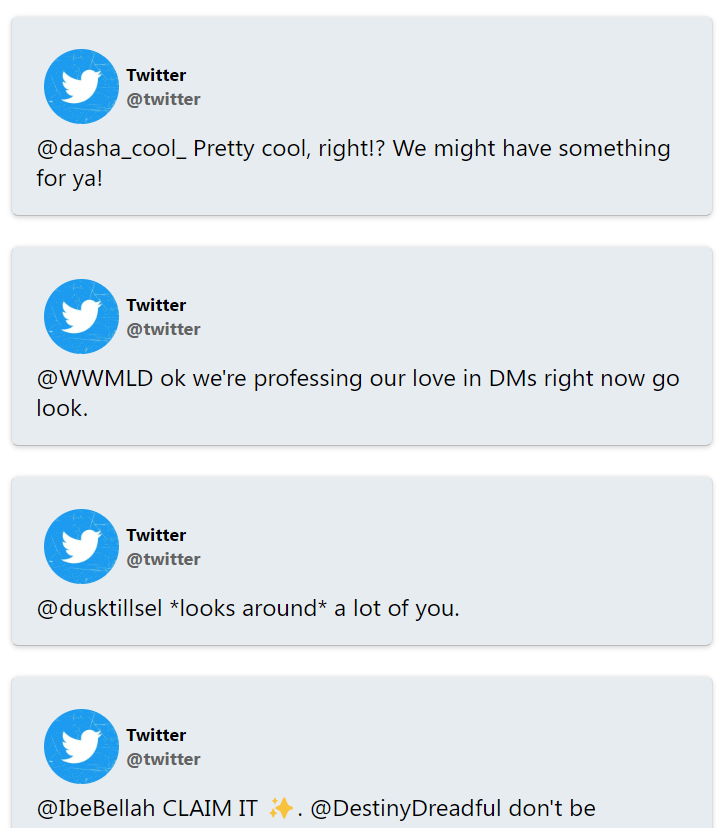 Twitter
@twitter
@dasha_cool_ Pretty cool, right!? We might have something
for ya!
Twitter
@twitter
@WWMLD ok we're professing our love in DMs right now go
look.
Twitter
@twitter
@dusktillsel *looks around* a lot of you.
Twitter
@twitter
@IbeBellah CLAIM IT ✨. @DestinyDreadful don't be